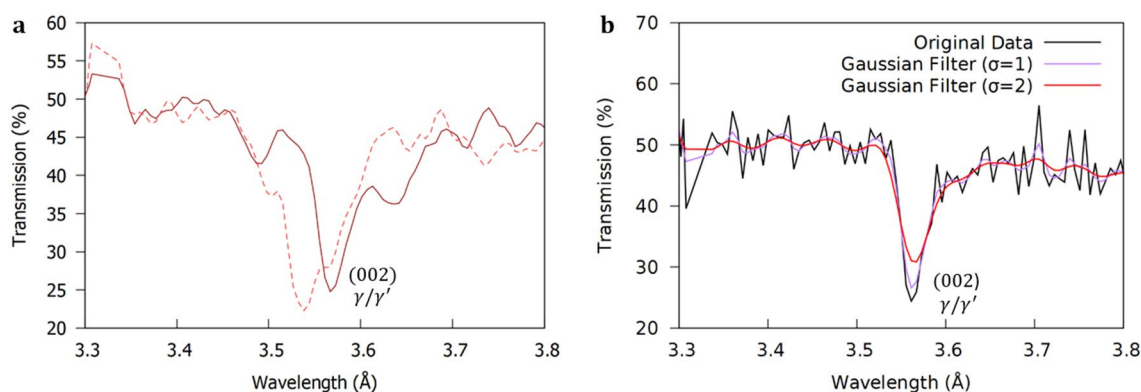 a
60
55
50
45
40
35
30
25
20
Transmission (%)
(002)
γ/γ′
3.3 3.4 3.5 3.6 3.7 3.8
Wavelength (Å)
b
70
60
50
40
30
20
Transmission (%)
Original Data
Gaussian Filter (σ=1)
Gaussian Filter (σ=2)
(002)
γ/γ′
3.3 3.4 3.5 3.6 3.7 3.8
Wavelength (Å)